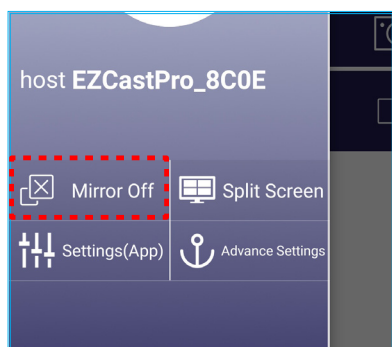 host EZCastPro_8C0E
Mirror Off
Split Screen
Settings(App)
Advance Settings